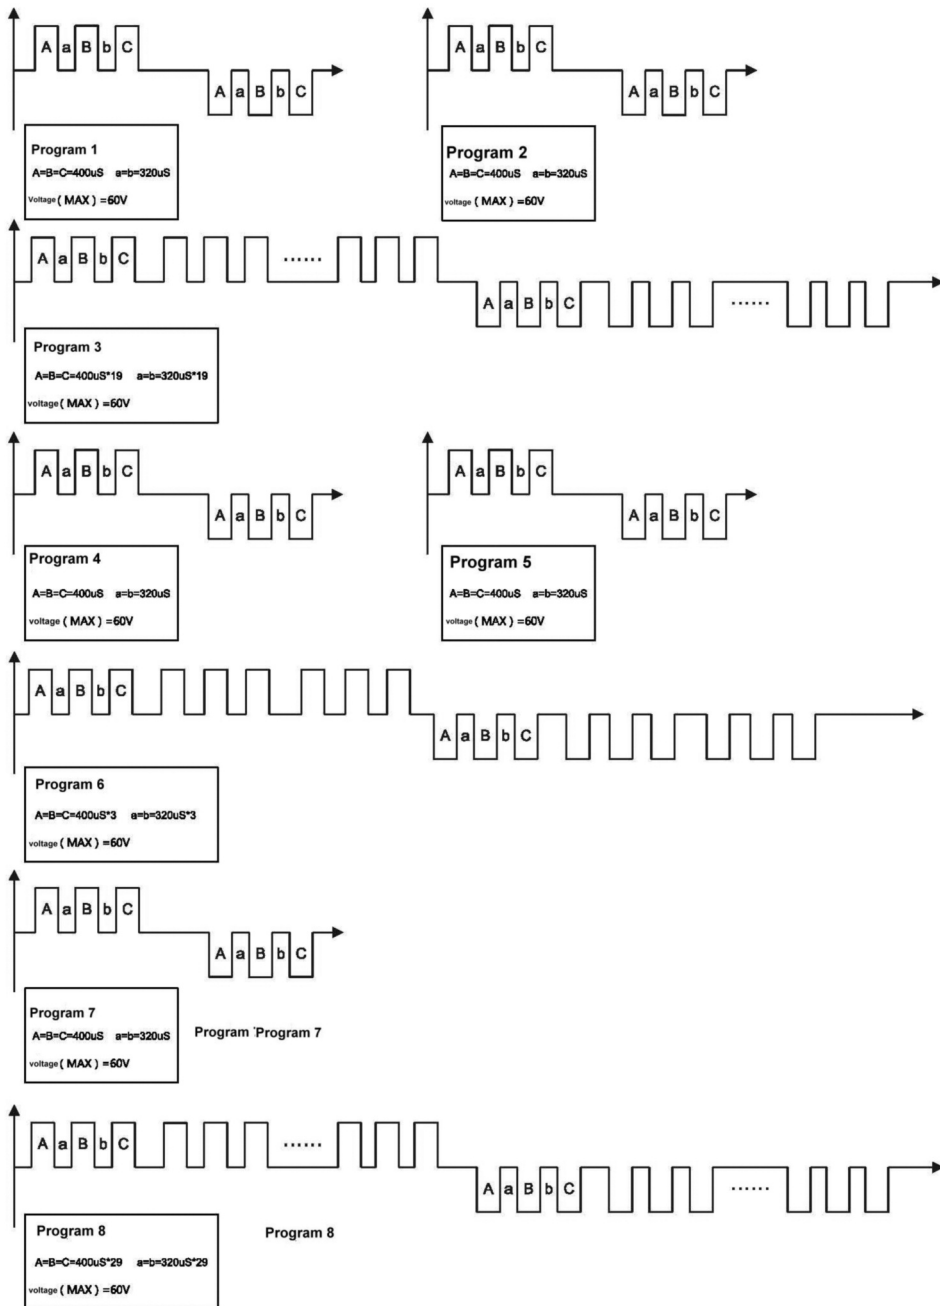 A a B b C
A a B b C
Program 1
A=B=C=400uS a=b=320uS
Voltage ( MAX ) =60V
A a B b C
A a B b C
Program 2
A=B=C=400uS a=b=320uS
voltage ( MAX ) =60V
A a B b C ......
A a B b C ......
Program 3
A=B=C=400uS*19 a=b=320uS*19
voltage ( MAX ) =60V
A a B b C
A a B b C
Program 4
A=B=C=400uS a=b=320uS
voltage ( MAX ) =60V
A a B b C
A a B b C
Program 5
A=B=C=400uS a=b=320uS
voltage ( MAX ) =60V
A a B b C
A a B b C
Program 6
A=B=C=400uS*3 a=b=320uS*3
voltage ( MAX ) =60V
A a B b C
A a B b C
Program 7
A=B=C=400uS a=b=320uS
voltage ( MAX ) =60V
Program Program 7
A a B b C ......
A a B b C ......
Program 8
A=B=C=400uS*29 a=b=320uS*29
voltage ( MAX ) =60V
Program 8